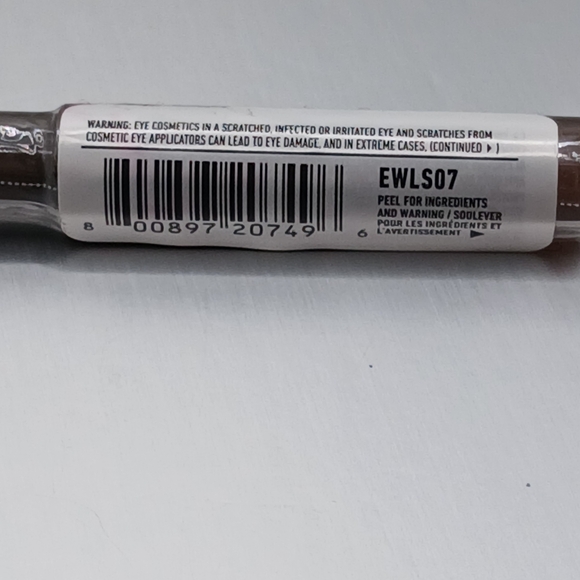 WARNING: EYE COSMETICS IN A SCRATCHED, INFECTED OR IRRITATED EYE AND SCRATCHES FROM
COSMETIC EYE APPLICATORS CAN LEAD TO EYE DAMAGE, AND IN EXTREME CASES, (CONTINUED ▶ )
EWLS07
PEEL FOR INGREDIENTS
AND WARNING / SOULEVER
POUR LES INGRÉDIENTS ET
L'AVERTISSEMENT ▶
8 00897 20749 6